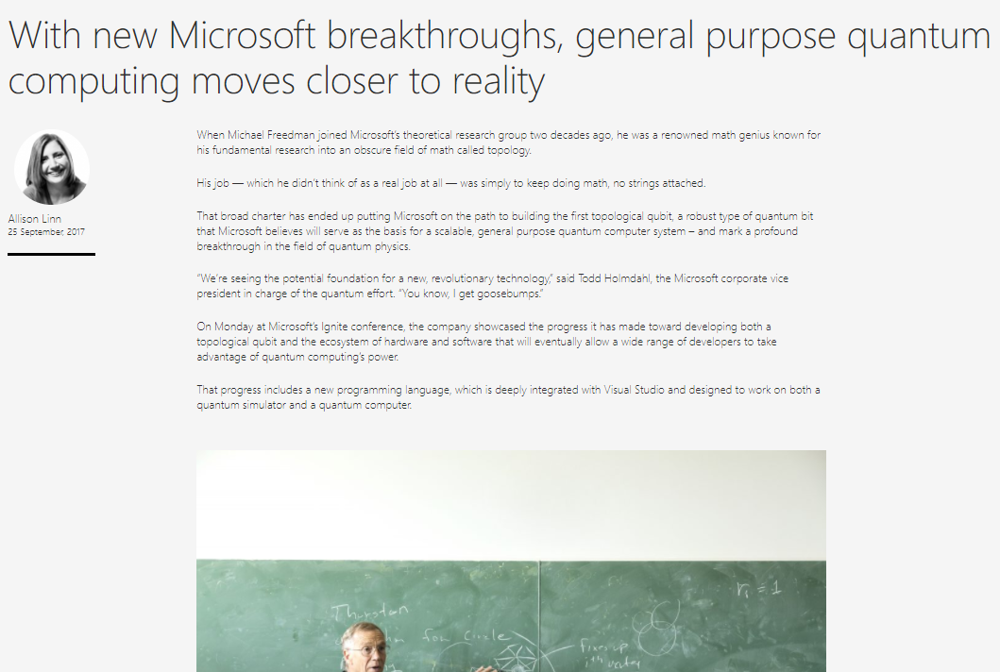 With new Microsoft breakthroughs, general purpose quantum
computing moves closer to reality
Allison Linn
25 September, 2017
When Michael Freedman joined Microsoft's theoretical research group two decades ago, he was a renowned math genius known for
his fundamental research into an obscure field of math called topology.
His job — which he didn't think of as a real job at all — was simply to keep doing math, no strings attached.
That broad charter has ended up putting Microsoft on the path to building the first topological qubit, a robust type of quantum bit
that Microsoft believes will serve as the basis for a scalable, general purpose quantum computer system – and mark a profound
breakthrough in the field of quantum physics.
“We're seeing the potential foundation for a new, revolutionary technology,” said Todd Holmdahl, the Microsoft corporate vice
president in charge of the quantum effort. “You know, I get goosebumps.”
On Monday at Microsoft's Ignite conference, the company showcased the progress it has made toward developing both a
topological qubit and the ecosystem of hardware and software that will eventually allow a wide range of developers to take
advantage of quantum computing's power.
That progress includes a new programming language, which is deeply integrated with Visual Studio and designed to work on both a
quantum simulator and a quantum computer.
r₁ = 1
Thurston
four circle